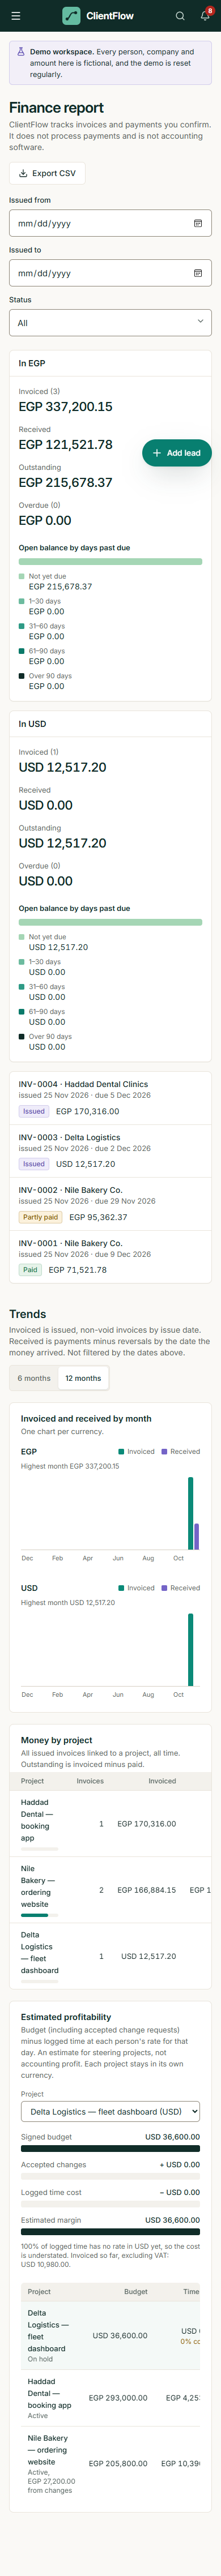 ClientFlow
8
Demo workspace. Every person, company and
amount here is fictional, and the demo is reset
regularly.
Finance report
ClientFlow tracks invoices and payments you confirm.
It does not process payments and is not accounting
software.
Export CSV
Issued from
mm/dd/yyyy
Issued to
mm/dd/yyyy
Status
All
In EGP
Invoiced (3)
EGP 337,200.15
Received
EGP 121,521.78
Add lead
Outstanding
EGP 215,678.37
Overdue (0)
EGP 0.00
Open balance by days past due
Not yet due
EGP 215,678.37
1–30 days
EGP 0.00
31–60 days
EGP 0.00
61–90 days
EGP 0.00
Over 90 days
EGP 0.00
In USD
Invoiced (1)
USD 12,517.20
Received
USD 0.00
Outstanding
USD 12,517.20
Overdue (0)
USD 0.00
Open balance by days past due
Not yet due
USD 12,517.20
1–30 days
USD 0.00
31–60 days
USD 0.00
61–90 days
USD 0.00
Over 90 days
USD 0.00
INV-0004 · Haddad Dental Clinics
issued 25 Nov 2026 · due 5 Dec 2026
Issued EGP 170,316.00
INV-0003 · Delta Logistics
issued 25 Nov 2026 · due 2 Dec 2026
Issued USD 12,517.20
INV-0002 · Nile Bakery Co.
issued 25 Nov 2026 · due 29 Nov 2026
Partly paid EGP 95,362.37
INV-0001 · Nile Bakery Co.
issued 25 Nov 2026 · due 9 Dec 2026
Paid EGP 71,521.78
Trends
Invoiced is issued, non-void invoices by issue date.
Received is payments minus reversals by the date the
money arrived. Not filtered by the dates above.
6 months 12 months
Invoiced and received by month
One chart per currency.
EGP Invoiced Received
Highest month EGP 337,200.15
Dec Feb Apr Jun Aug Oct
USD Invoiced Received
Highest month USD 12,517.20
Dec Feb Apr Jun Aug Oct
Money by project
All issued invoices linked to a project, all time.
Outstanding is invoiced minus paid.
Project Invoices Invoiced
Haddad
Dental —
booking
app
1 EGP 170,316.00
Nile
Bakery —
ordering
website
2 EGP 166,884.15 EGP 1
Delta
Logistics
— fleet
dashboard
1 USD 12,517.20
Estimated profitability
Budget (including accepted change requests)
minus logged time at each person's rate for that
day. An estimate for steering projects, not
accounting profit. Each project stays in its own
currency.
Project
Delta Logistics — fleet dashboard (USD)
Signed budget USD 36,600.00
Accepted changes + USD 0.00
Logged time cost − USD 0.00
Estimated margin USD 36,600.00
100% of logged time has no rate in USD yet, so the cost
is understated. Invoiced so far, excluding VAT:
USD 10,980.00.
Project Budget Time
Delta
Logistics —
fleet
dashboard
On hold
USD 36,600.00 USD
0% co
Haddad
Dental —
booking app
Active
EGP 293,000.00 EGP 4,25
Nile Bakery
— ordering
website
Active,
EGP 27,200.00
from changes
EGP 205,800.00 EGP 10,39